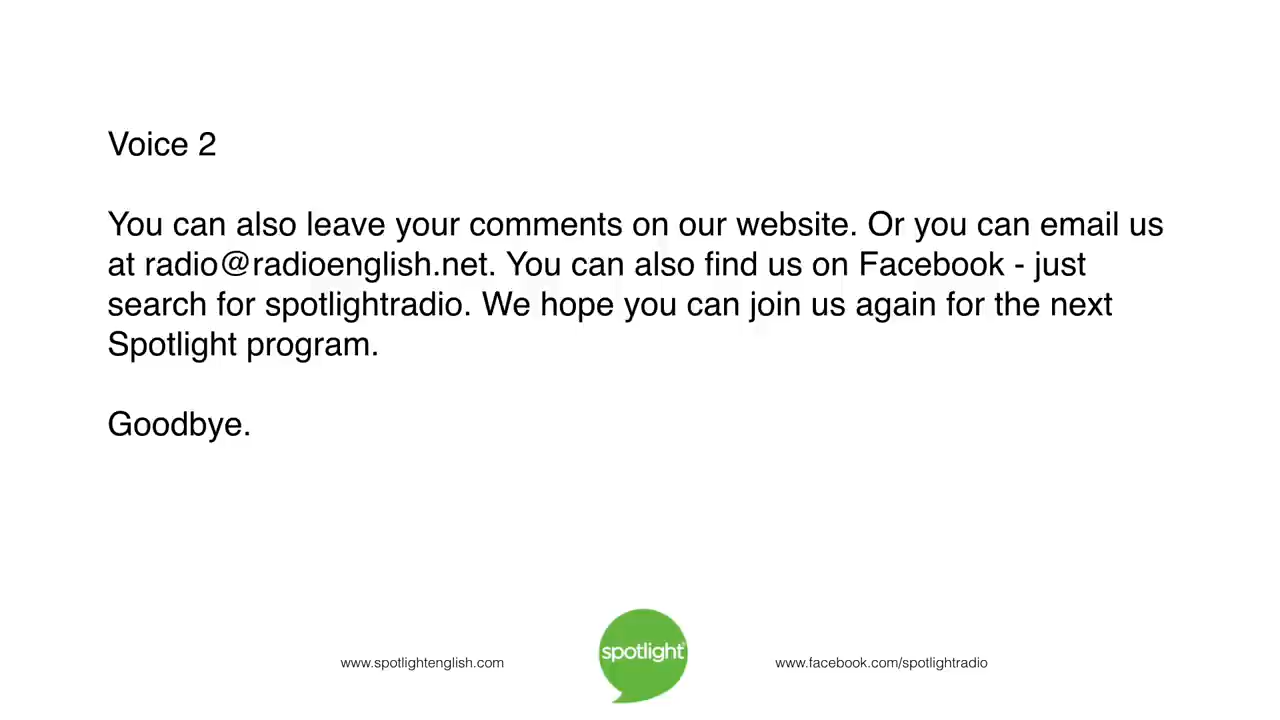 Voice 2
You can also leave your comments on our website. Or you can email us
at radio@radioenglish.net. You can also find us on Facebook - just
search for spotlightradio. We hope you can join us again for the next
Spotlight program.
Goodbye.
www.spotlightenglish.com
spotlight
www.facebook.com/spotlightradio